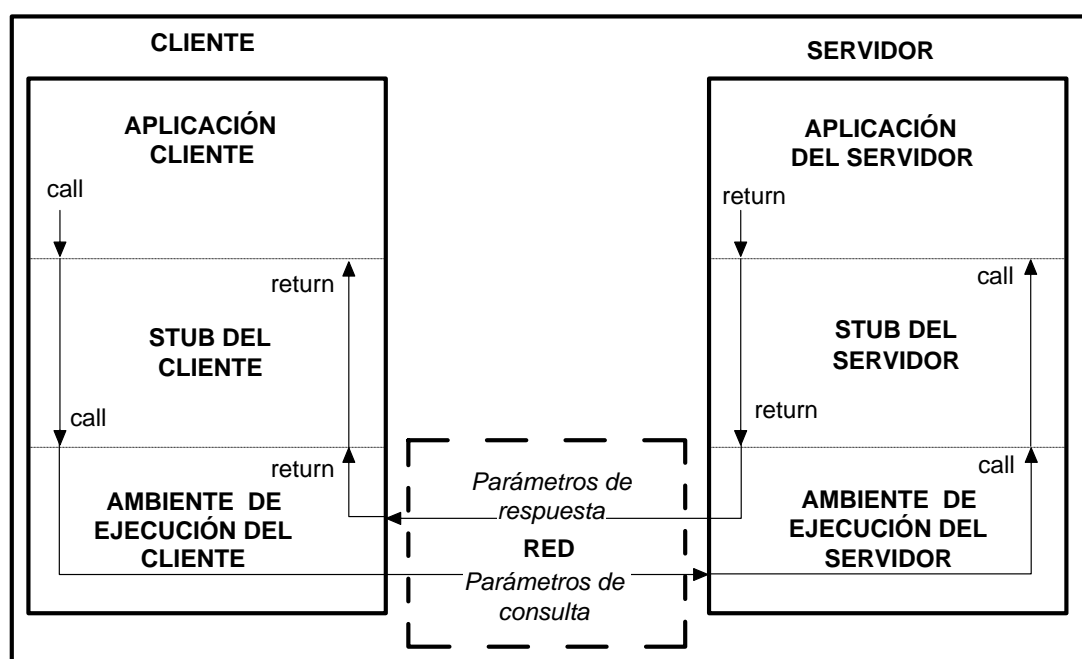 CLIENTE
SERVIDOR
APLICACIÓN
CLIENTE
call
APLICACIÓN
DEL SERVIDOR
return
return
STUB DEL
CLIENTE
call
call
STUB DEL
SERVIDOR
return
return
AMBIENTE DE
EJECUCIÓN DEL
CLIENTE
Parámetros de
respuesta
RED
Parámetros de
consulta
call
AMBIENTE DE
EJECUCIÓN DEL
SERVIDOR